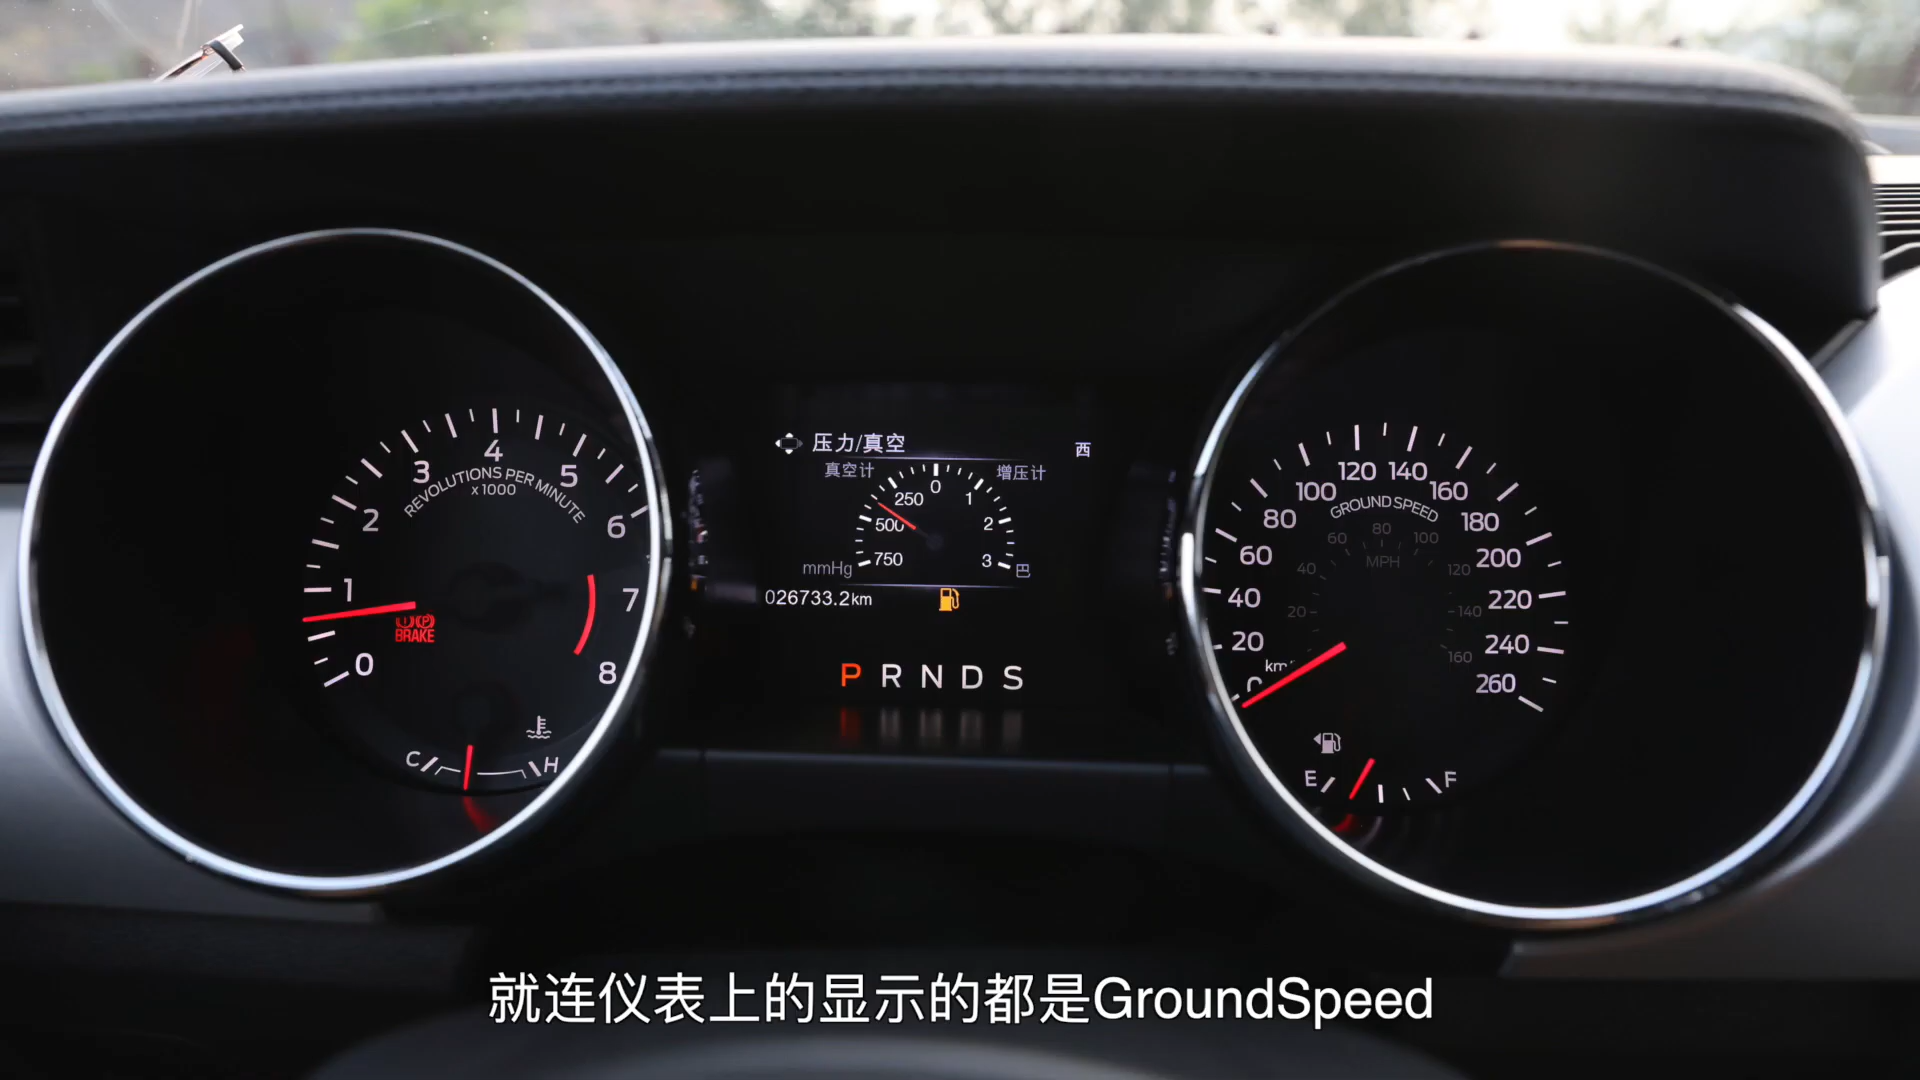 压力/真空 西
真空计 增压计
0
250 1
500 2
750 3
mmHg 巴
026733.2km
P R N D S
0 1 2 3 4 5 6 7 8
REVOLUTIONS PER MINUTE
x1000
BRAKE
C H
0 20 40 60 80 100 120 140 160 180 200 220 240 260
GROUND SPEED
20 40 60 80 100 120 140 160
MPH
E F
就连仪表上的显示的都是GroundSpeed